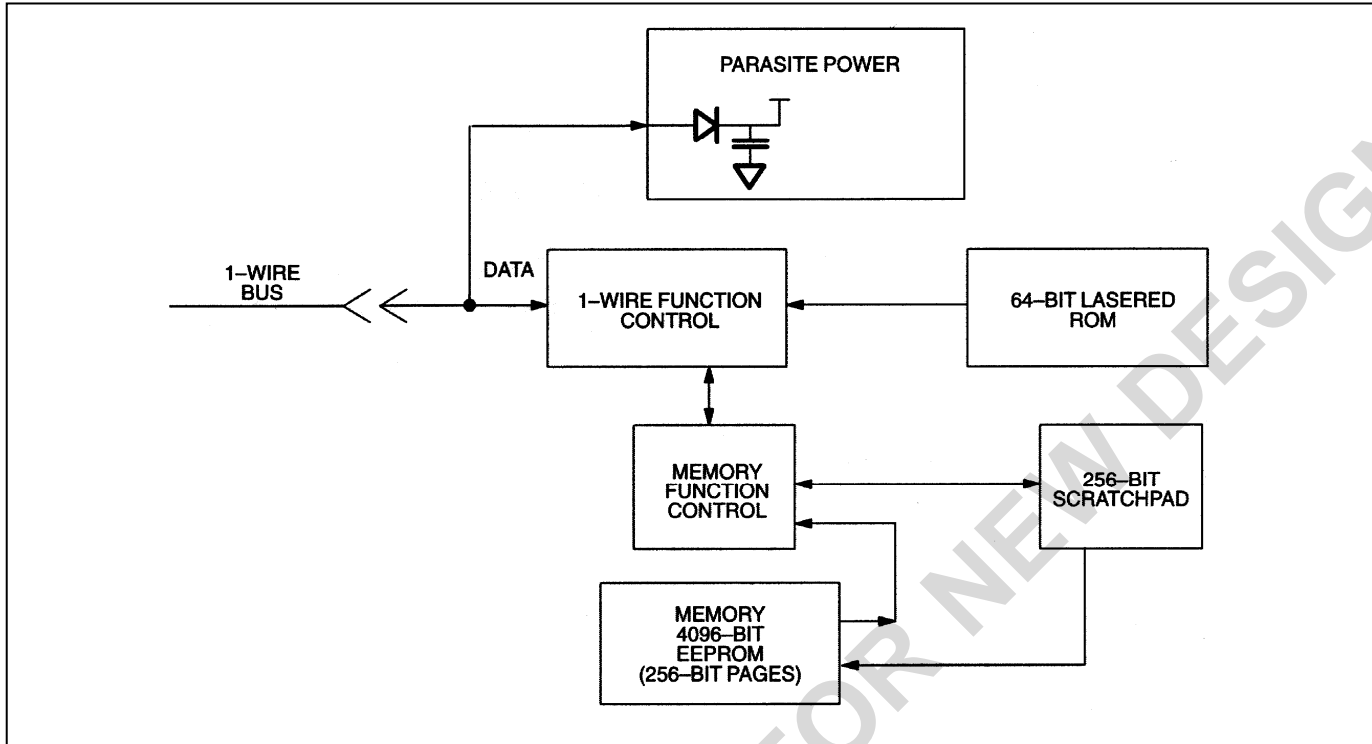 PARASITE POWER
1–WIRE
BUS
DATA
1–WIRE FUNCTION
CONTROL
64–BIT LASERED
ROM
MEMORY
FUNCTION
CONTROL
256–BIT
SCRATCHPAD
MEMORY
4096–BIT
EEPROM
(256–BIT PAGES)
FOR NEW DESIGN